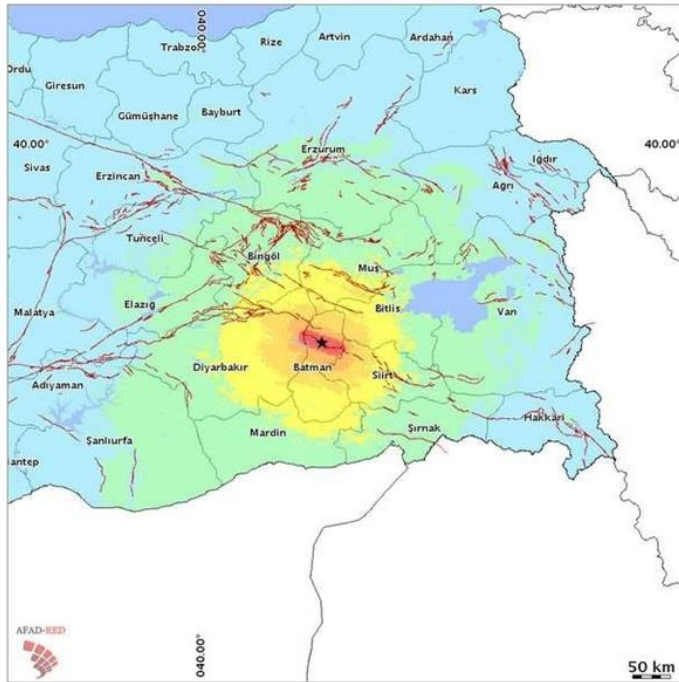 040.00°
Artvin
Ardahan
Rize
Trabzo
Ordu
Giresun
Kars
Gümüşhane
Bayburt
40.00°
40.00°
Erzurum
Iğdır
Sivas
Erzincan
Ağrı
Tunceli
Bingöl
Muş
Elazığ
Bitlis
Van
Malatya
Diyarbakır
Batman
Siirt
Adıyaman
Hakkari
Şırnak
Mardin
Şanlıurfa
iantep
AFAD-RED
040.00°
50 km